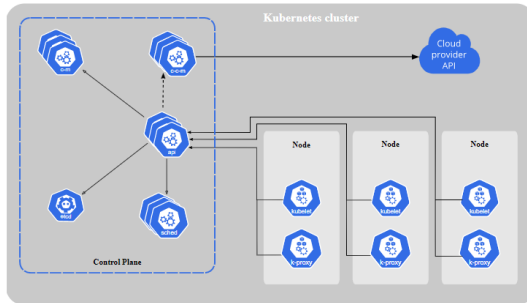 Kubernetes cluster
c-m
c-c-m
Cloud
provider
API
api
Node
Node
Node
etcd
sched
kubelet
kubelet
kubelet
k-proxy
k-proxy
k-proxy
Control Plane